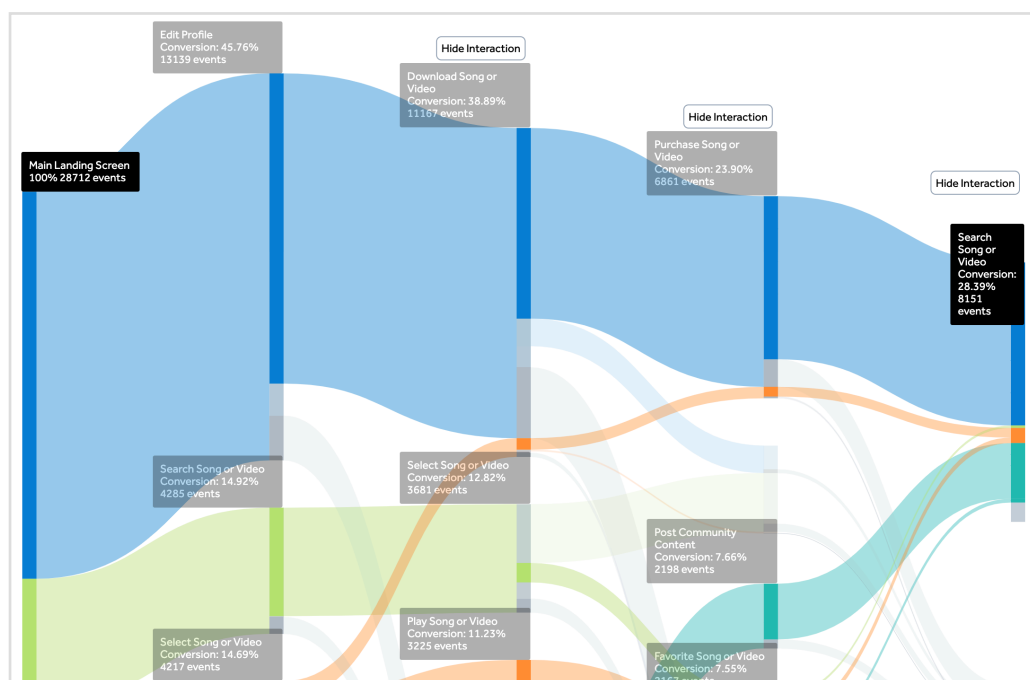 Edit Profile
Conversion: 45.76%
13139 events
Hide Interaction
Download Song or
Video
Conversion: 38.89%
11167 events
Hide Interaction
Purchase Song or
Video
Conversion: 23.90%
6861 events
Main Landing Screen
100% 28712 events
Hide Interaction
Search
Song or
Video
Conversion:
28.39%
8151
events
Search Song or Video
Conversion: 14.92%
4285 events
Select Song or Video
Conversion: 12.82%
3681 events
Post Community
Content
Conversion: 7.66%
2198 events
Select Song or Video
Conversion: 14.69%
4217 events
Play Song or Video
Conversion: 11.23%
3225 events
Favorite Song or Video
Conversion: 7.55%
2167 events